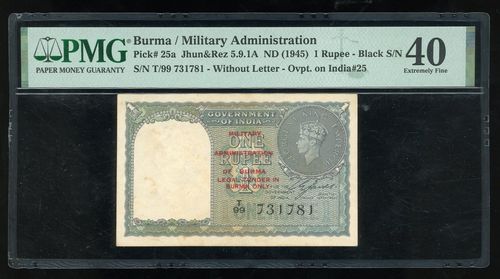 PMG
PAPER MONEY GUARANTY
Burma / Military Administration
Pick# 25a Jhun&Rez 5.9.1A ND (1945) 1 Rupee - Black S/N
S/N T/99 731781 - Without Letter - Ovpt. on India#25
40
Extremely Fine
GOVERNMENT
OF INDIA
MILITARY
ONE
ADMINISTRATION
OF BURMA
RUPEE
LEGAL TENDER IN
BURMA ONLY
1
T/99 731781